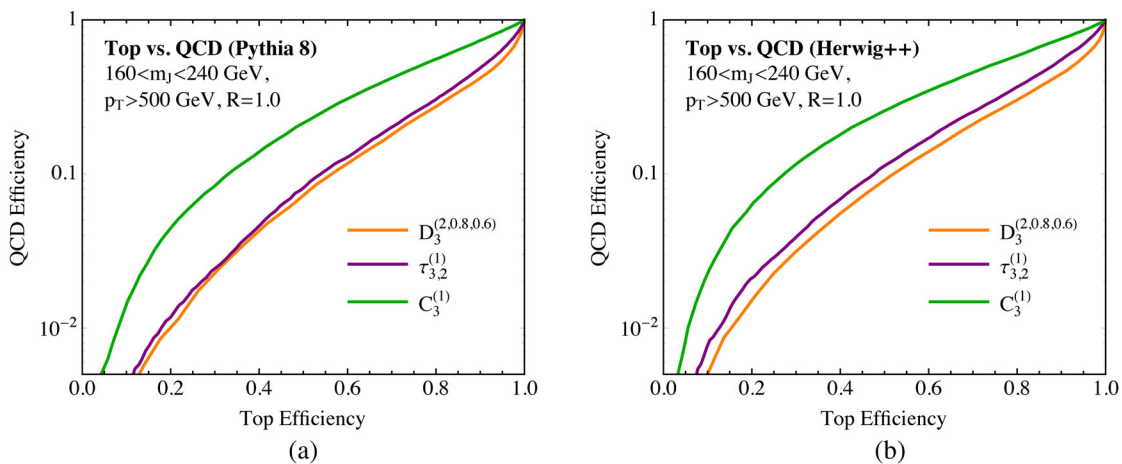 Top vs. QCD (Pythia 8)
160<m_J<240 GeV,
p_T>500 GeV, R=1.0
QCD Efficiency
1
0.1
10^{-2}
D_3^{(2,0.8,0.6)}
τ_{3,2}^{(1)}
C_3^{(1)}
0.0 0.2 0.4 0.6 0.8 1.0
Top Efficiency
(a)
Top vs. QCD (Herwig++)
160<m_J<240 GeV,
p_T>500 GeV, R=1.0
QCD Efficiency
1
0.1
10^{-2}
D_3^{(2,0.8,0.6)}
τ_{3,2}^{(1)}
C_3^{(1)}
0.0 0.2 0.4 0.6 0.8 1.0
Top Efficiency
(b)